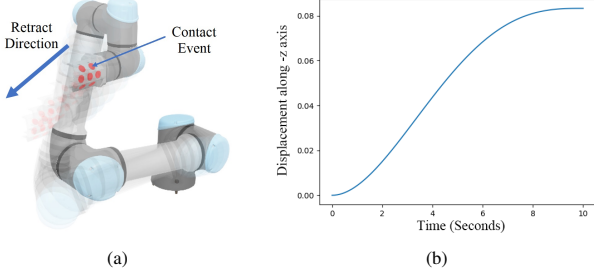 Retract
Direction
Contact
Event
Displacement along -z axis
0.08
0.06
0.04
0.02
0.00
0
2
4
6
8
10
Time (Seconds)
(a)
(b)